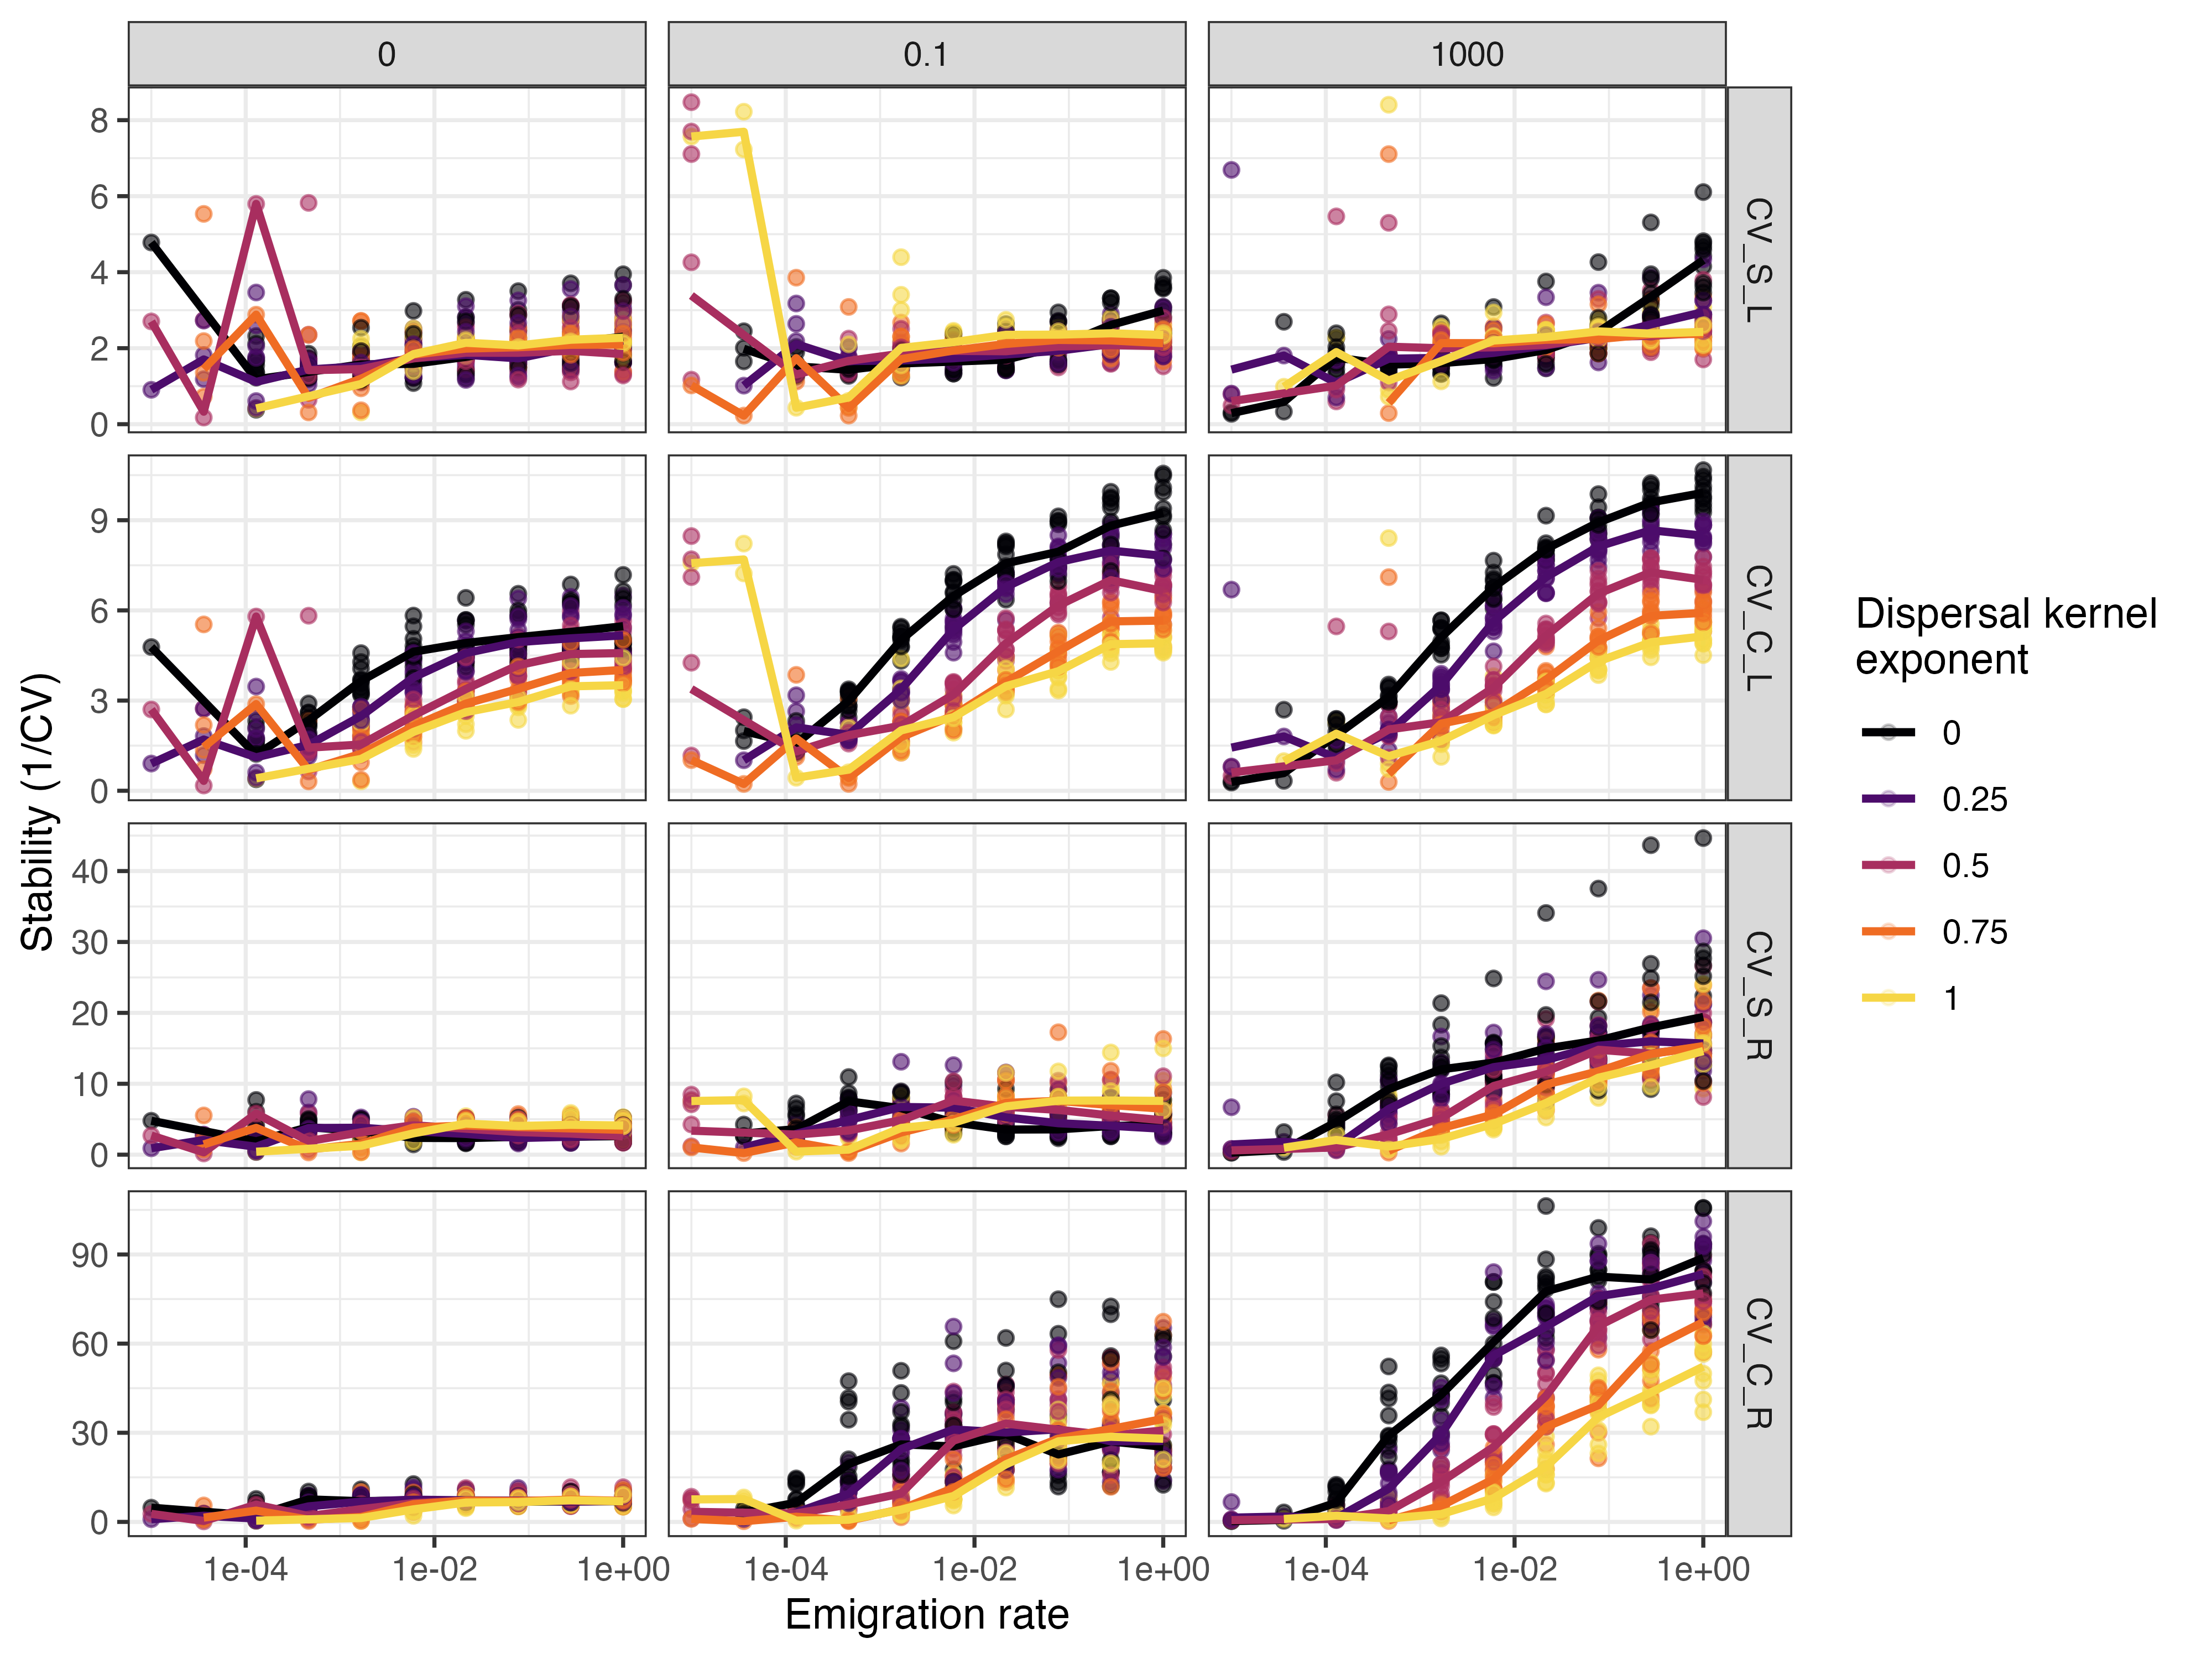 0
0.1
1000
8
6
4
2
0
CV_S_L
9
6
3
0
CV_C_L
40
30
20
10
0
CV_S_R
90
60
30
0
CV_C_R
1e-04
1e-02
1e+00
1e-04
1e-02
1e+00
1e-04
1e-02
1e+00
Emigration rate
Stability (1/CV)
Dispersal kernel
exponent
0
0.25
0.5
0.75
1